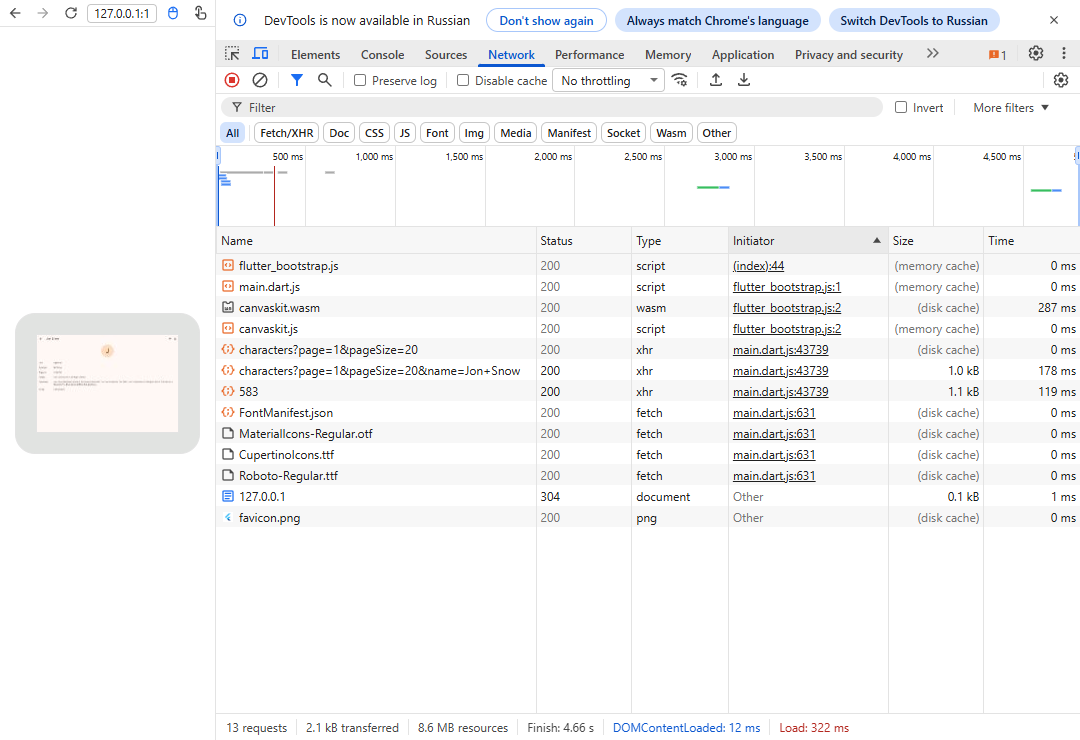 127.0.0.1:1
DevTools is now available in Russian
Don't show again
Always match Chrome's language
Switch DevTools to Russian
Elements
Console
Sources
Network
Performance
Memory
Application
Privacy and security
1
Preserve log
Disable cache
No throttling
Filter
Invert
More filters
All
Fetch/XHR
Doc
CSS
JS
Font
Img
Media
Manifest
Socket
Wasm
Other
500 ms
1,000 ms
1,500 ms
2,000 ms
2,500 ms
3,000 ms
3,500 ms
4,000 ms
4,500 ms
Name Status Type Initiator Size Time
flutter_bootstrap.js 200 script (index):44 (memory cache) 0 ms
main.dart.js 200 script flutter_bootstrap.js:1 (memory cache) 0 ms
canvaskit.wasm 200 wasm flutter_bootstrap.js:2 (disk cache) 287 ms
canvaskit.js 200 script flutter_bootstrap.js:2 (memory cache) 0 ms
characters?page=1&pageSize=20 200 xhr main.dart.js:43739 (disk cache) 0 ms
characters?page=1&pageSize=20&name=Jon+Snow 200 xhr main.dart.js:43739 1.0 kB 178 ms
583 200 xhr main.dart.js:43739 1.1 kB 119 ms
FontManifest.json 200 fetch main.dart.js:631 (disk cache) 0 ms
MaterialIcons-Regular.otf 200 fetch main.dart.js:631 (disk cache) 0 ms
CupertinoIcons.ttf 200 fetch main.dart.js:631 (disk cache) 0 ms
Roboto-Regular.ttf 200 fetch main.dart.js:631 (disk cache) 0 ms
127.0.0.1 304 document Other 0.1 kB 1 ms
favicon.png 200 png Other (disk cache) 0 ms
J
13 requests
2.1 kB transferred
8.6 MB resources
Finish: 4.66 s
DOMContentLoaded: 12 ms
Load: 322 ms